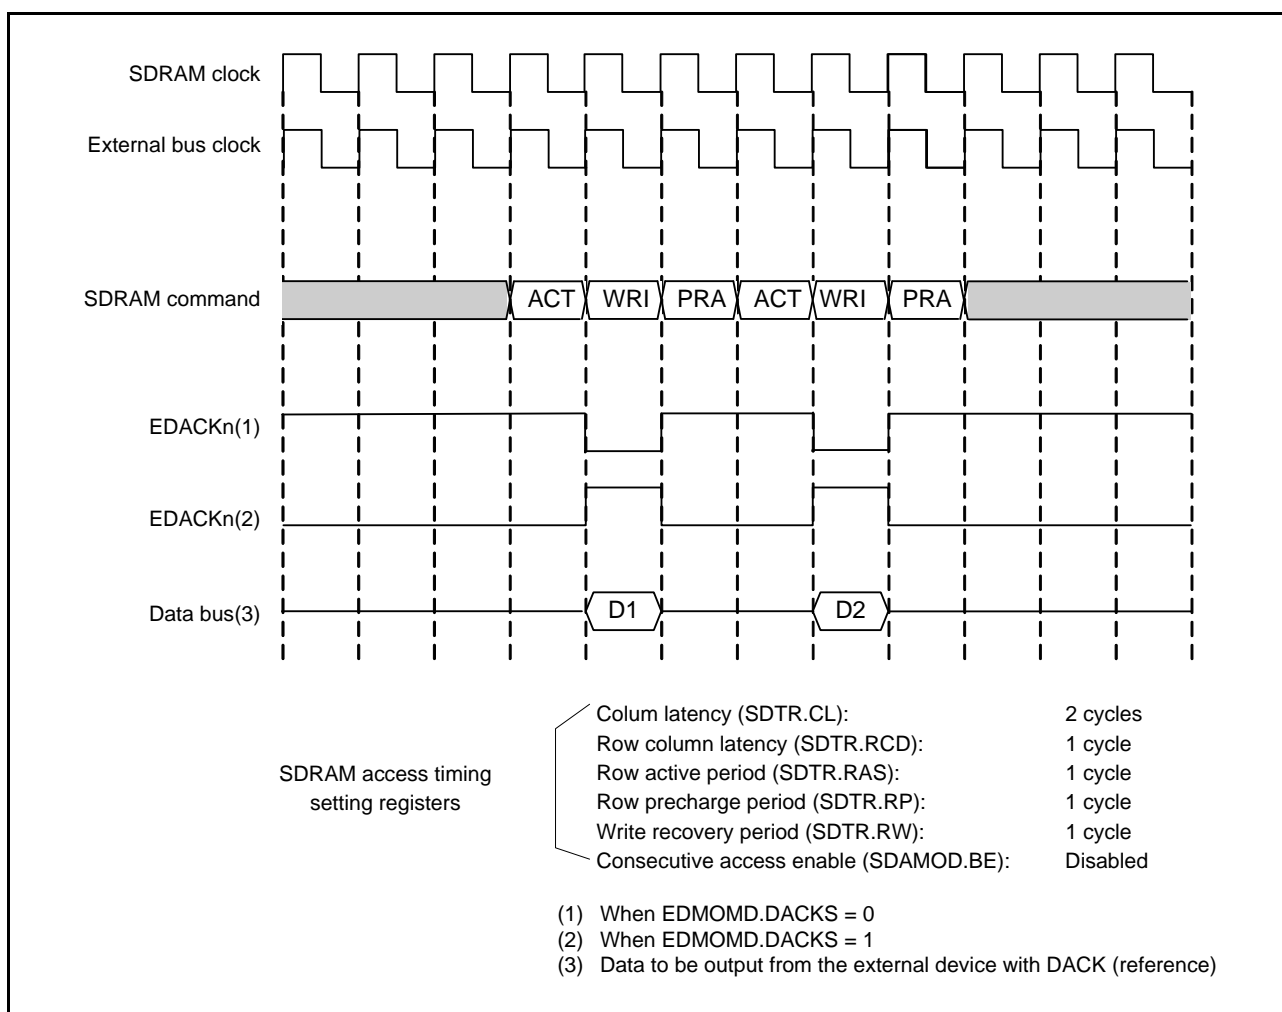 SDRAM clock
External bus clock
SDRAM command
ACT WRI PRA ACT WRI PRA
EDACKn(1)
EDACKn(2)
Data bus(3)
D1 D2
SDRAM access timing
setting registers
Colum latency (SDTR.CL): 2 cycles
Row column latency (SDTR.RCD): 1 cycle
Row active period (SDTR.RAS): 1 cycle
Row precharge period (SDTR.RP): 1 cycle
Write recovery period (SDTR.RW): 1 cycle
Consecutive access enable (SDAMOD.BE): Disabled
(1) When EDMOMD.DACKS = 0
(2) When EDMOMD.DACKS = 1
(3) Data to be output from the external device with DACK (reference)